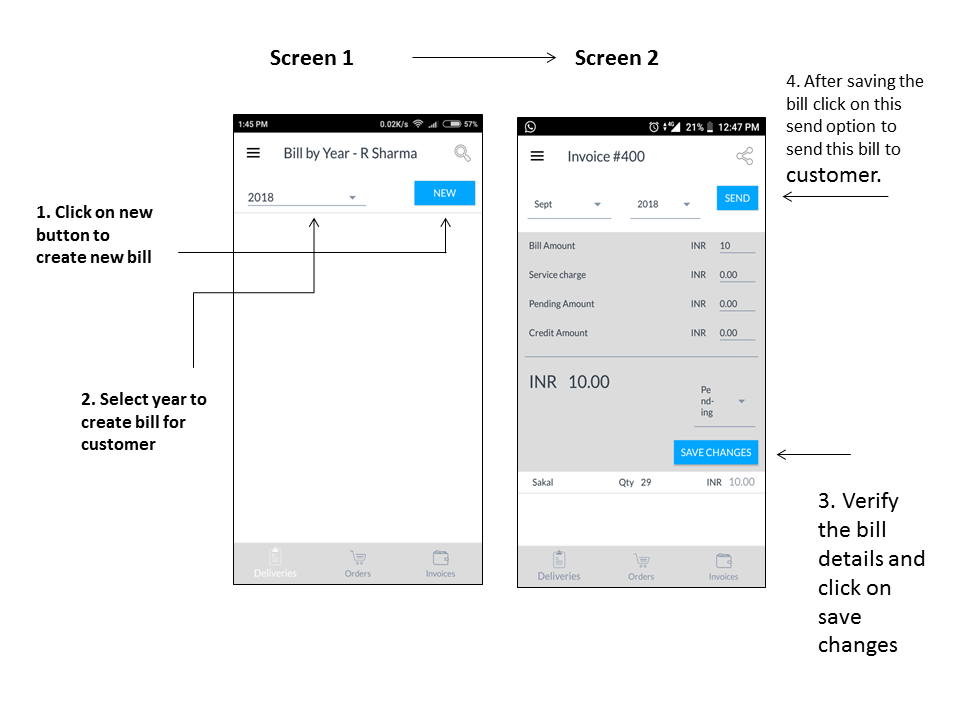 Screen 1
Screen 2
4. After saving the
bill click on this
send option to
send this bill to
customer.
1. Click on new
button to
create new bill
2. Select year to
create bill for
customer
1:45 PM
0.02K/s
57%
Bill by Year - R Sharma
2018
NEW
Deliveries
Orders
Invoices
4G
21%
12:47 PM
Invoice #400
Sept
2018
SEND
Bill Amount INR 10
Service charge INR 0.00
Pending Amount INR 0.00
Credit Amount INR 0.00
INR 10.00
Pe
nd-
ing
SAVE CHANGES
Sakal Qty 29 INR 10.00
Deliveries
Orders
Invoices
3. Verify
the bill
details and
click on
save
changes